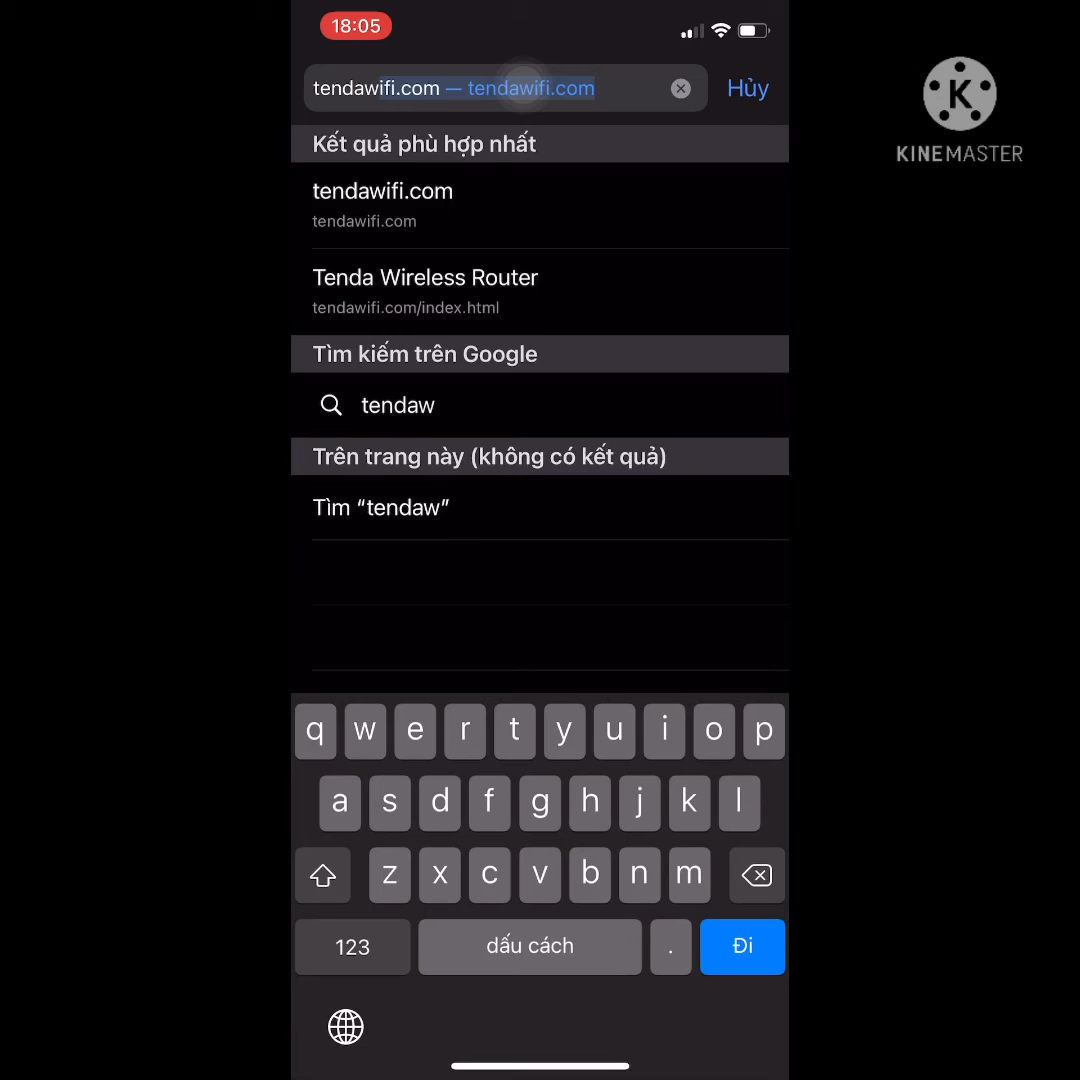 18:05
tendawifi.com — tendawifi.com
Hủy
K
KINEMASTER
Kết quả phù hợp nhất
tendawifi.com
tendawifi.com
Tenda Wireless Router
tendawifi.com/index.html
Tìm kiếm trên Google
tendaw
Trên trang này (không có kết quả)
Tìm “tendaw”
q w e r t y u i o p
a s d f g h j k l
z x c v b n m
123 dấu cách . Đi